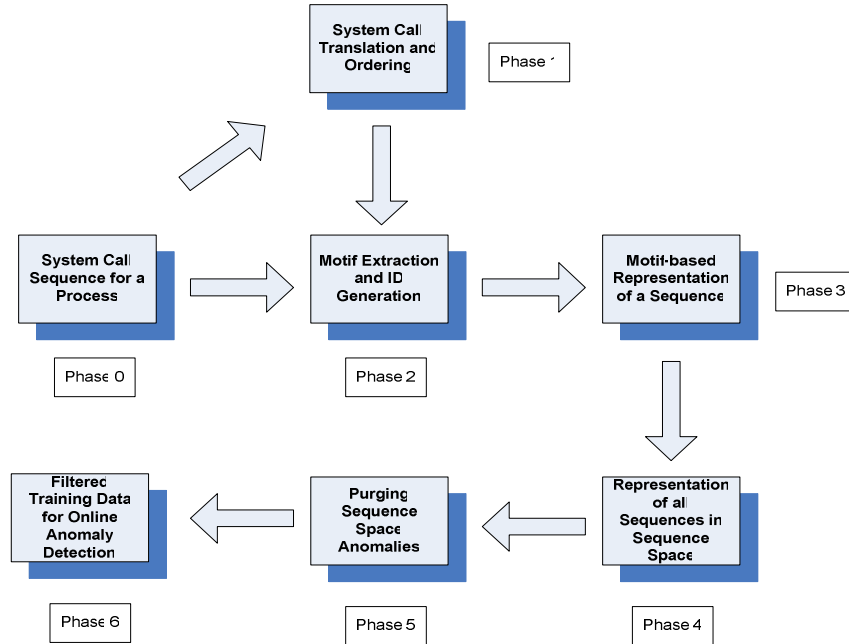 System Call
Translation and
Ordering
Phase 1
System Call
Sequence for a
Process
Phase 0
Motif Extraction
and ID
Generation
Phase 2
Motif-based
Representation
of a Sequence
Phase 3
Filtered
Training Data
for Online
Anomaly
Detection
Phase 6
Purging
Sequence
Space
Anomalies
Phase 5
Representation
of all
Sequences in
Sequence
Space
Phase 4